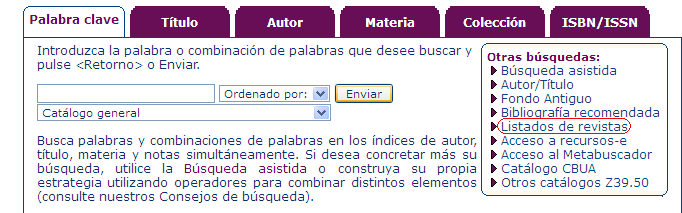 Palabra clave
Título
Autor
Materia
Colección
ISBN/ISSN
Introduzca la palabra o combinación de palabras que desee buscar y
pulse <Retorno> o Enviar.
Ordenado por:
Enviar
Catálogo general
Busca palabras y combinaciones de palabras en los índices de autor,
título, materia y notas simultáneamente. Si desea concretar más su
búsqueda, utilice la Búsqueda asistida o construya su propia
estrategia utilizando operadores para combinar distintos elementos
(consulte nuestros Consejos de búsqueda).
Otras búsquedas:
Búsqueda asistida
Autor/Título
Fondo Antiguo
Bibliografía recomendada
Listados de revistas
Acceso a recursos-e
Acceso al Metabuscador
Catálogo CBUA
Otros catálogos Z39.50